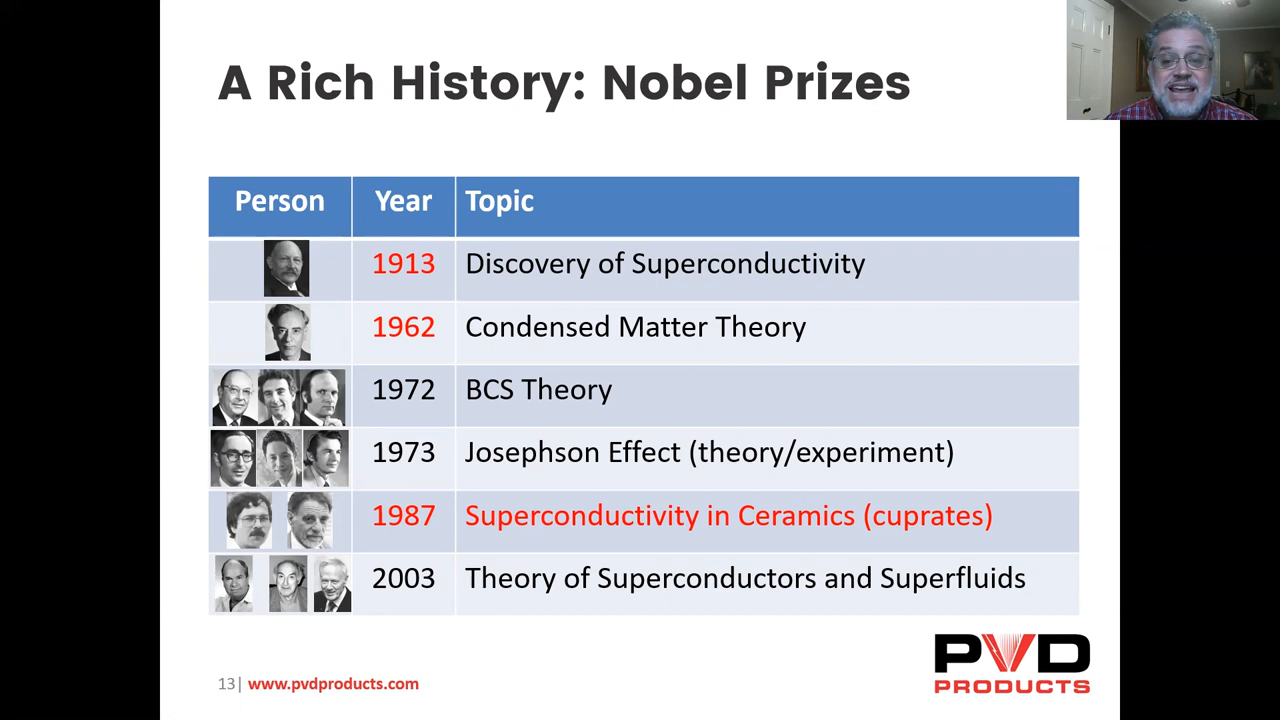 A Rich History: Nobel Prizes
Person Year Topic
1913 Discovery of Superconductivity
1962 Condensed Matter Theory
1972 BCS Theory
1973 Josephson Effect (theory/experiment)
1987 Superconductivity in Ceramics (cuprates)
2003 Theory of Superconductors and Superfluids
PVD
PRODUCTS
13| www.pvdproducts.com